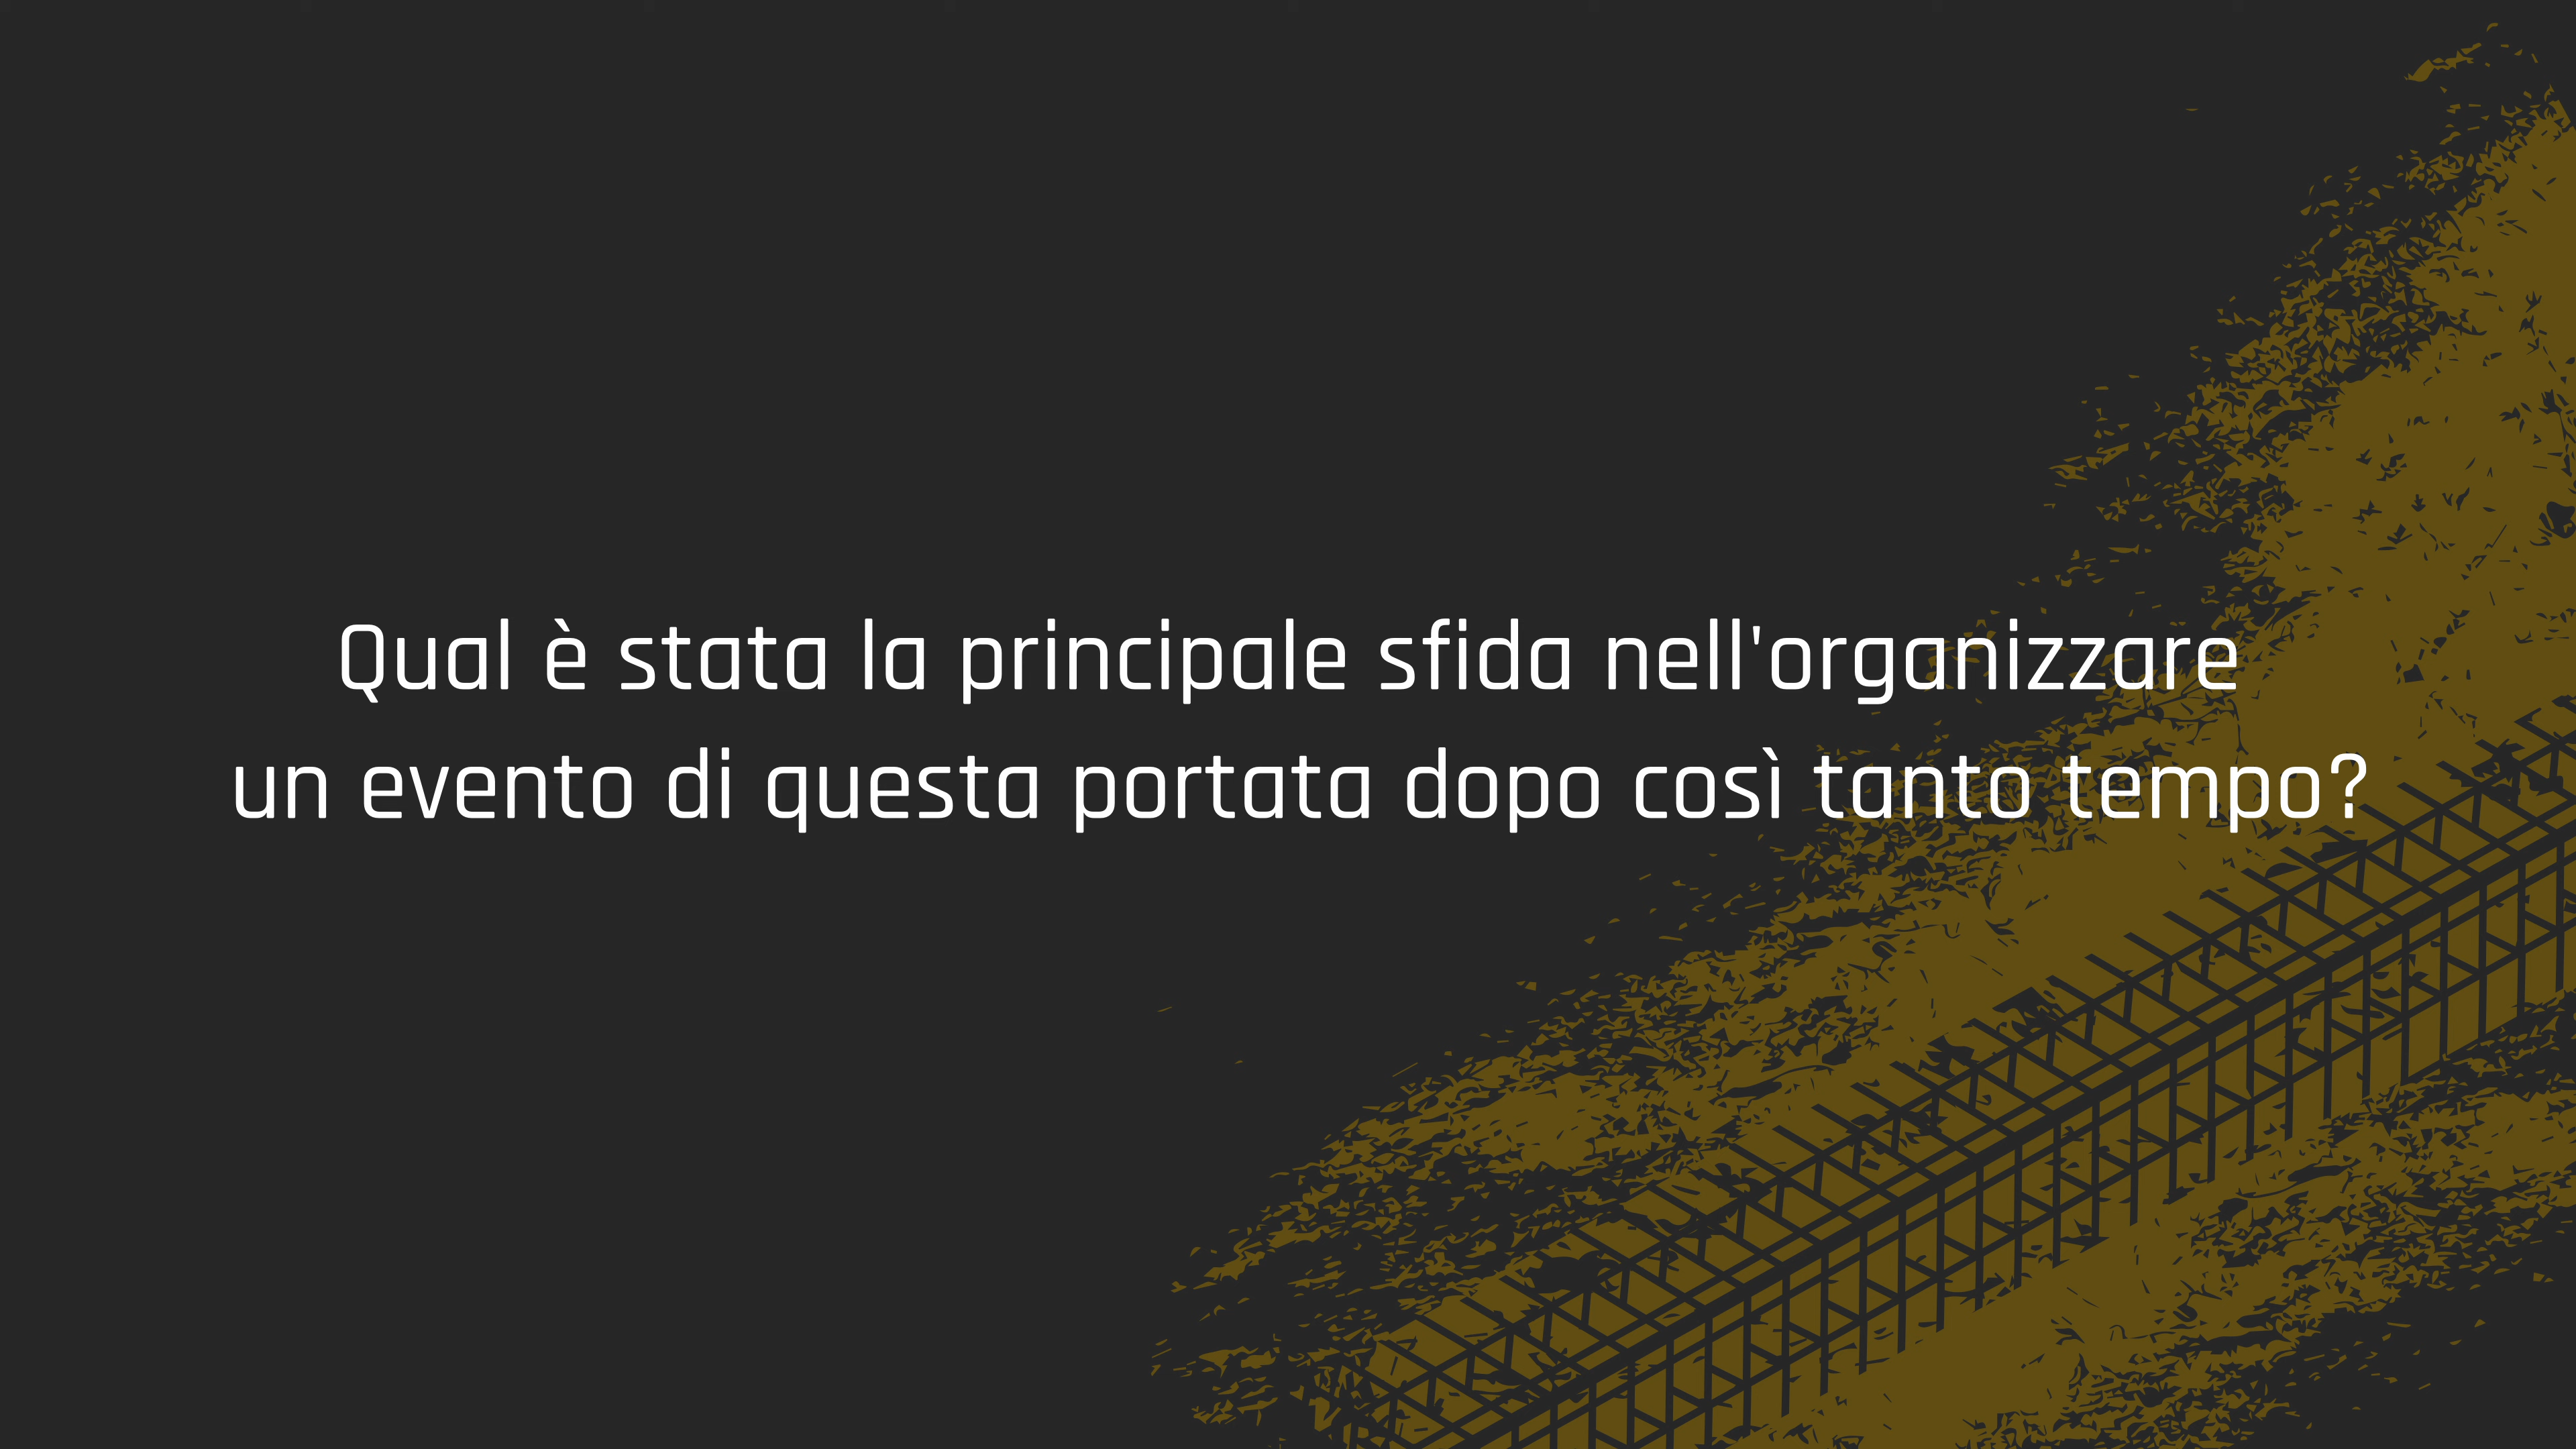 Qual è stata la principale sfida nell'organizzare
un evento di questa portata dopo così tanto tempo?